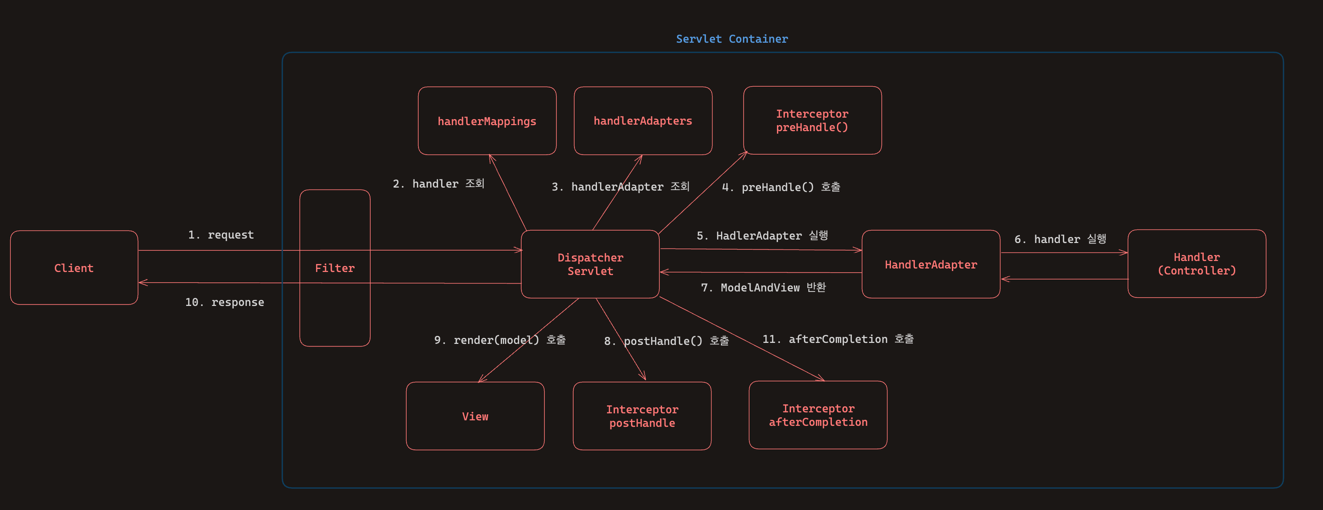 Servlet Container
handlerMappings
handlerAdapters
Interceptor
preHandle()
2. handler 조회
3. handlerAdapter 조회
4. preHandle() 호출
1. request
5. HadlerAdapter 실행
6. handler 실행
Client
Filter
Dispatcher
Servlet
HandlerAdapter
Handler
(Controller)
10. response
7. ModelAndView 반환
9. render(model) 호출
8. postHandle() 호출
11. afterCompletion 호출
View
Interceptor
postHandle
Interceptor
afterCompletion